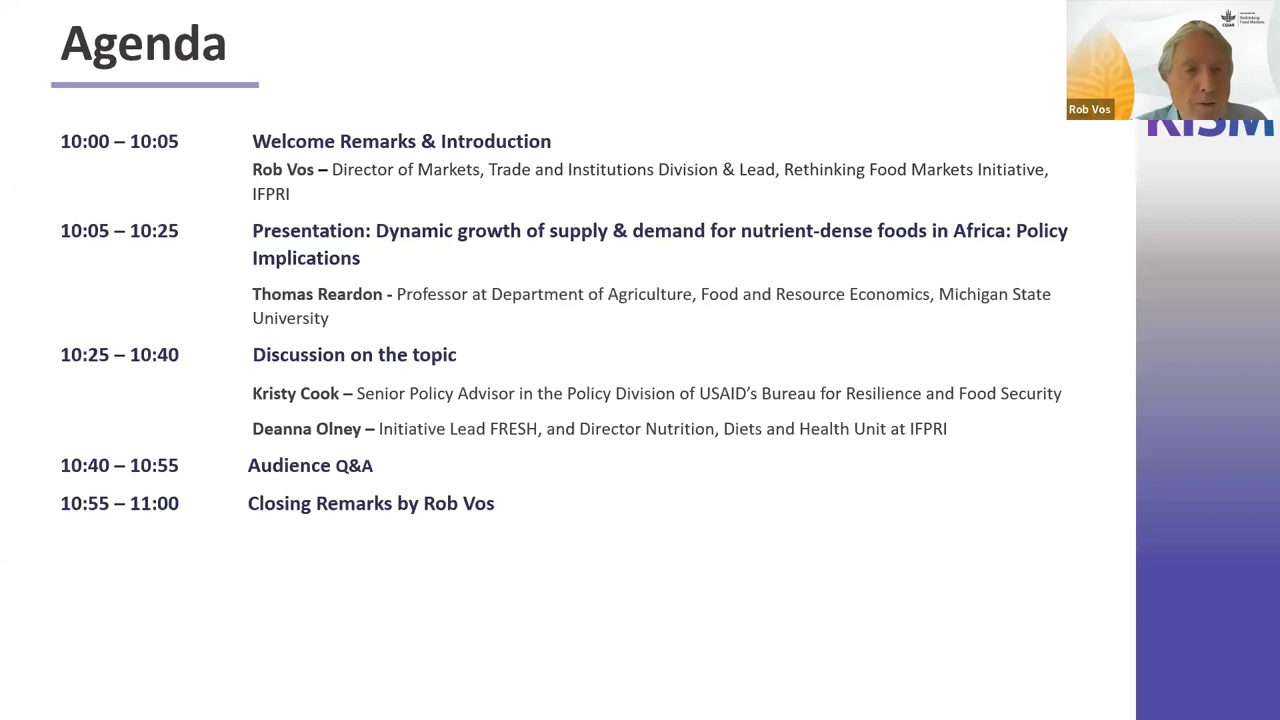 Agenda
CGIAR
Rethinking
Food Markets
Rob Vos
KISM
10:00 – 10:05 Welcome Remarks & Introduction
Rob Vos – Director of Markets, Trade and Institutions Division & Lead, Rethinking Food Markets Initiative,
IFPRI
10:05 – 10:25 Presentation: Dynamic growth of supply & demand for nutrient-dense foods in Africa: Policy
Implications
Thomas Reardon - Professor at Department of Agriculture, Food and Resource Economics, Michigan State
University
10:25 – 10:40 Discussion on the topic
Kristy Cook – Senior Policy Advisor in the Policy Division of USAID’s Bureau for Resilience and Food Security
Deanna Olney – Initiative Lead FRESH, and Director Nutrition, Diets and Health Unit at IFPRI
10:40 – 10:55 Audience Q&A
10:55 – 11:00 Closing Remarks by Rob Vos